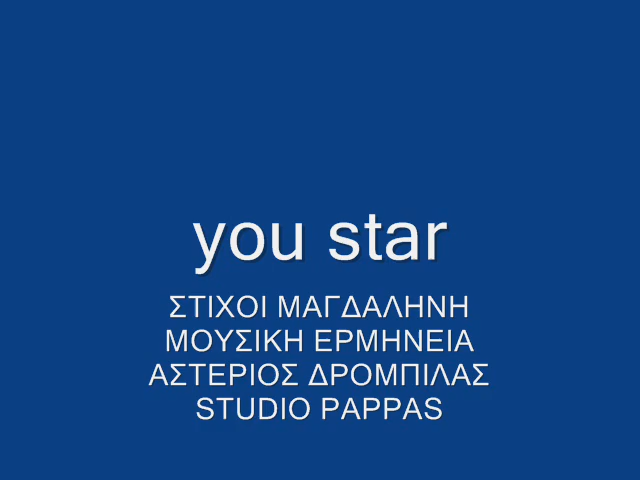 you star
ΣΤΙΧΟΙ ΜΑΓΔΑΛΗΝΗ
ΜΟΥΣΙΚΗ ΕΡΜΗΝΕΙΑ
ΑΣΤΕΡΙΟΣ ΔΡΟΜΠΙΛΑΣ
STUDIO PAPPAS